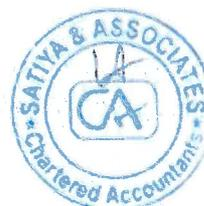 SATIYA & ASSOCIATES
CA
Chartered Accountants